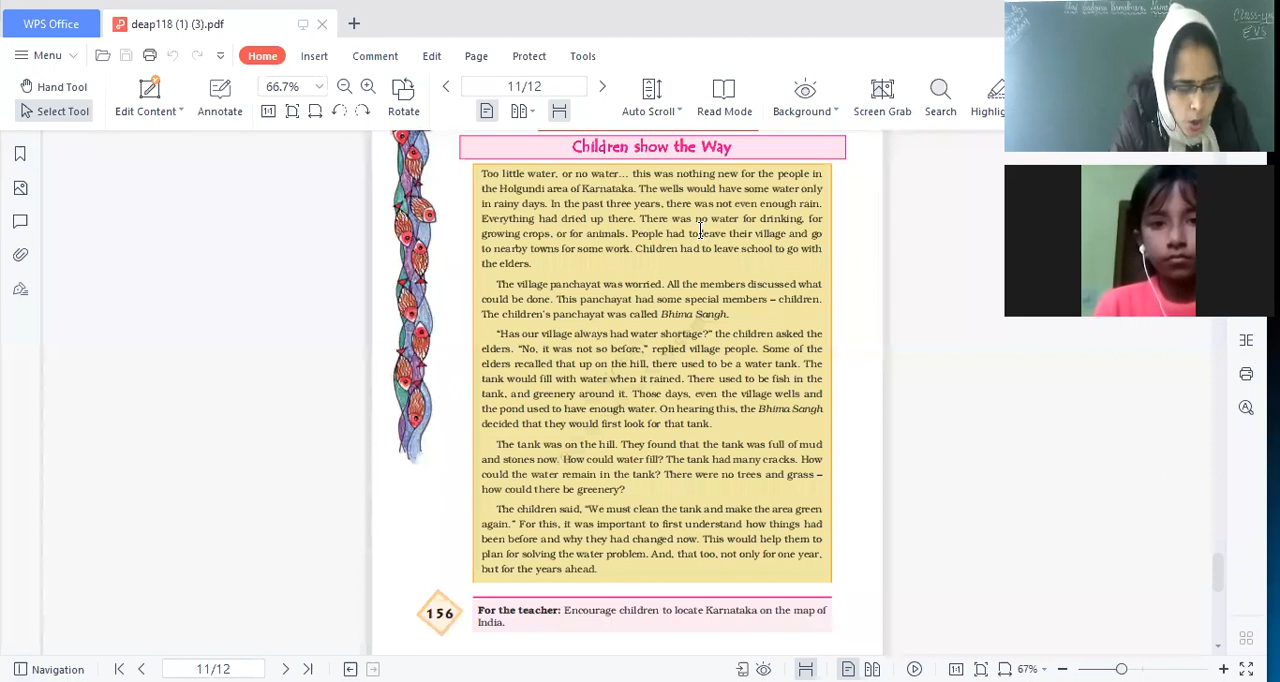 WPS Office
deap118 (1) (3).pdf
Menu
Home
Insert
Comment
Edit
Page
Protect
Tools
Hand Tool
Select Tool
Edit Content
Annotate
66.7%
Rotate
11/12
Auto Scroll
Read Mode
Background
Screen Grab
Search
Highlig
Class-
EVS
Children show the Way
Too little water, or no water... this was nothing new for the people in
the Holgundi area of Karnataka. The wells would have some water only
in rainy days. In the past three years, there was not even enough rain.
Everything had dried up there. There was no water for drinking, for
growing crops, or for animals. People had to leave their village and go
to nearby towns for some work. Children had to leave school to go with
the elders.
The village panchayat was worried. All the members discussed what
could be done. This panchayat had some special members – children.
The children's panchayat was called Bhima Sangh.
“Has our village always had water shortage?” the children asked the
elders. “No, it was not so before,” replied village people. Some of the
elders recalled that up on the hill, there used to be a water tank. The
tank would fill with water when it rained. There used to be fish in the
tank, and greenery around it. Those days, even the village wells and
the pond used to have enough water. On hearing this, the Bhima Sangh
decided that they would first look for that tank.
The tank was on the hill. They found that the tank was full of mud
and stones now. How could water fill? The tank had many cracks. How
could the water remain in the tank? There were no trees and grass –
how could there be greenery?
The children said, “We must clean the tank and make the area green
again.” For this, it was important to first understand how things had
been before and why they had changed now. This would help them to
plan for solving the water problem. And, that too, not only for one year,
but for the years ahead.
156
For the teacher: Encourage children to locate Karnataka on the map of
India.
Navigation
11/12
67%